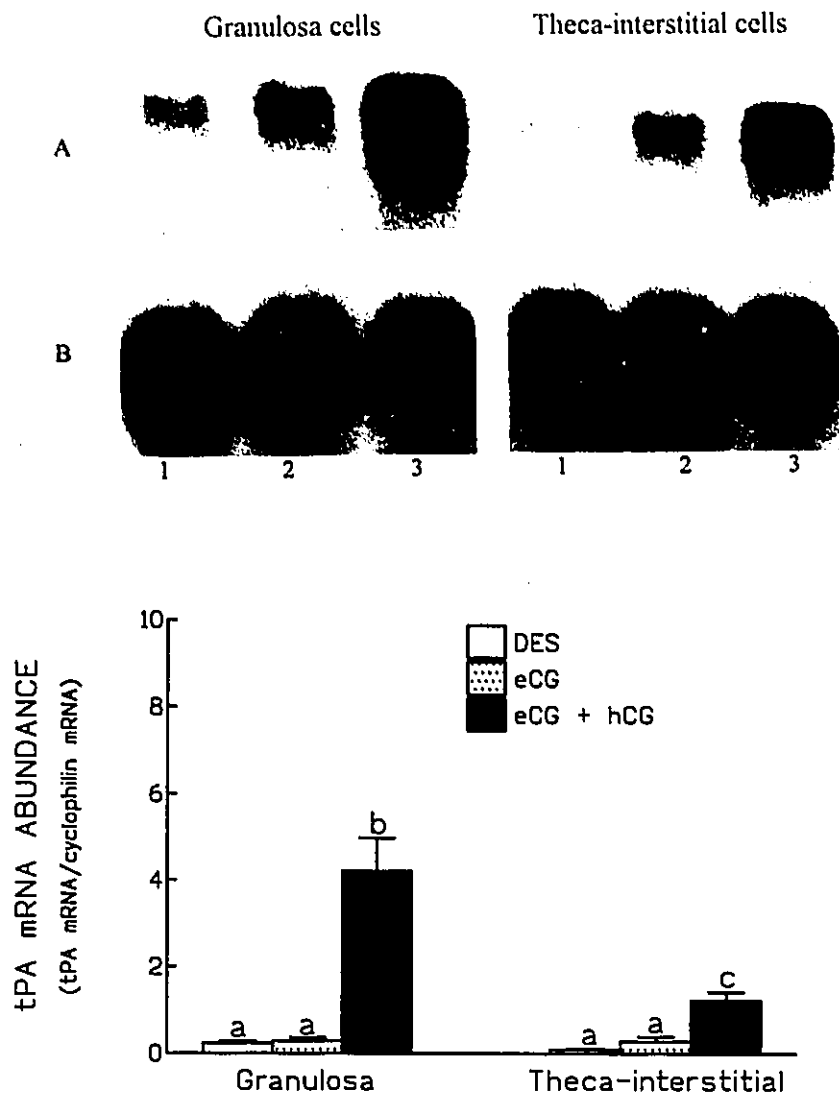 Granulosa cells Theca-interstitial cells
A
B
1 2 3 1 2 3
tPA mRNA ABUNDANCE
(tPA mRNA/cyclophilin mRNA)
10
8
6
4
2
0
DES
eCG
eCG + hCG
a a b a a c
Granulosa Theca-interstitial